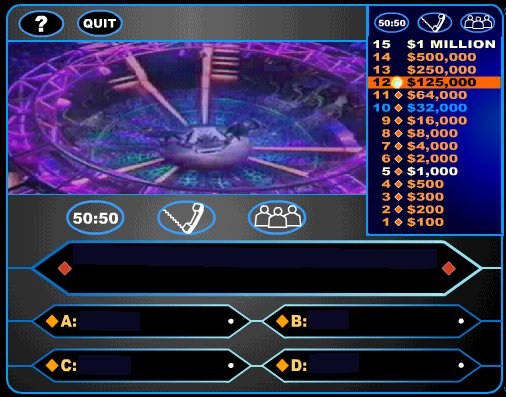 ? QUIT
50:50
15 $1 MILLION
14 $500,000
13 $250,000
12 $125,000
11 $64,000
10 $32,000
9 $16,000
8 $8,000
7 $4,000
6 $2,000
5 $1,000
4 $500
3 $300
2 $200
1 $100
50:50
A:
B:
C:
D: